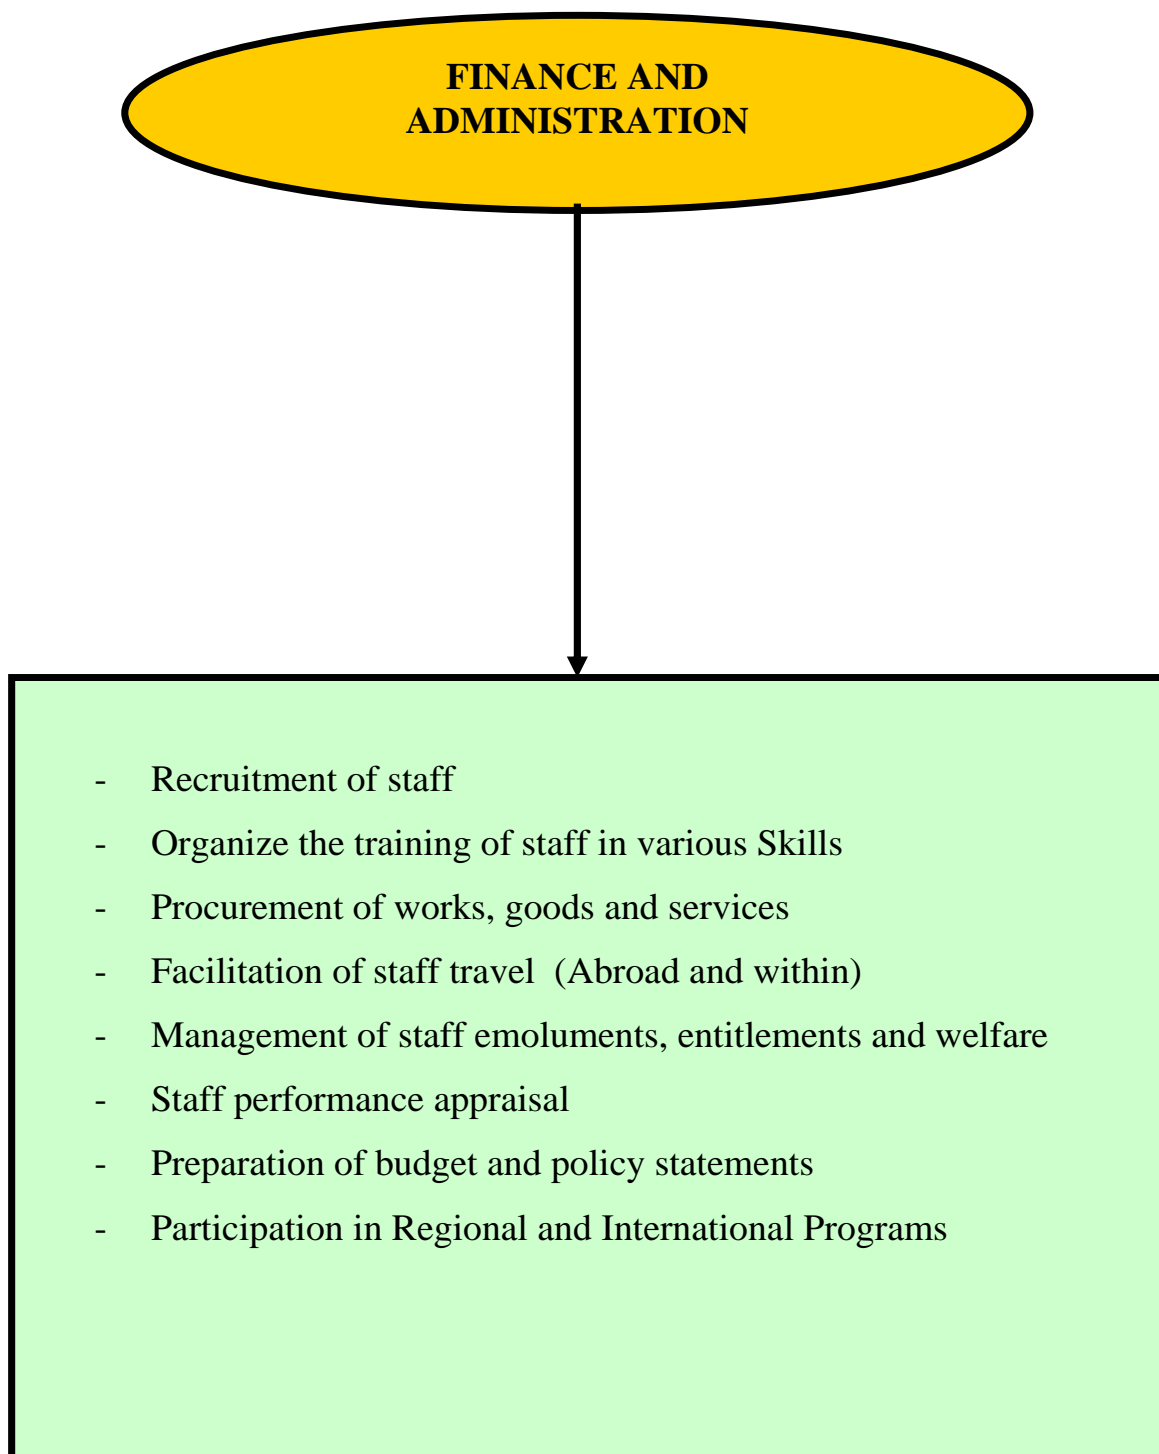 FINANCE AND
ADMINISTRATION
- Recruitment of staff
- Organize the training of staff in various Skills
- Procurement of works, goods and services
- Facilitation of staff travel  (Abroad and within)
- Management of staff emoluments, entitlements and welfare
- Staff performance appraisal
- Preparation of budget and policy statements
- Participation in Regional and International Programs